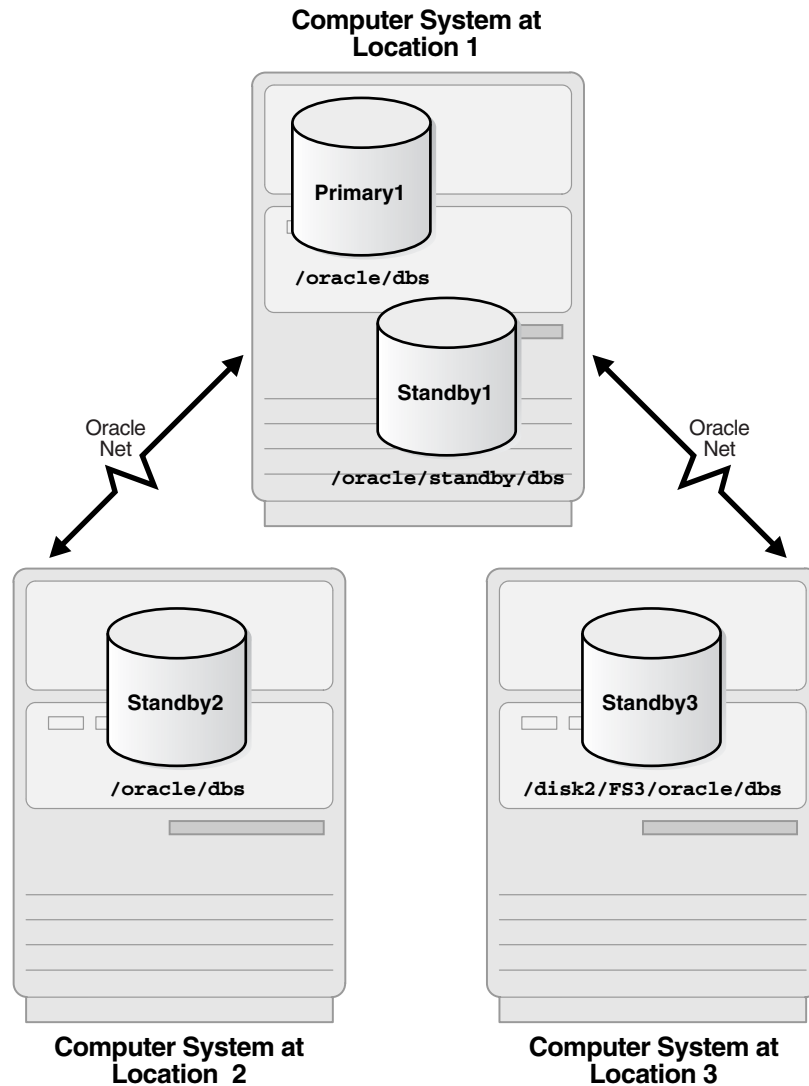 Computer System at
Location 1
Primary1
/oracle/dbs
Standby1
/oracle/standby/dbs
Oracle
Net
Oracle
Net
Standby2
/oracle/dbs
Standby3
/disk2/FS3/oracle/dbs
Computer System at
Location 2
Computer System at
Location 3